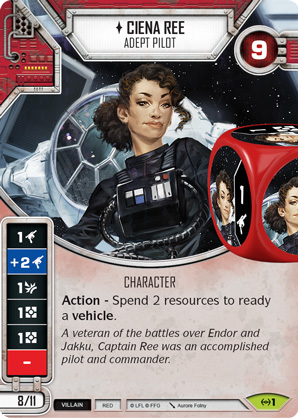 CIENA REE
ADEPT PILOT
9
1
+2
1
1
1
-
8/11
CHARACTER
Action - Spend 2 resources to ready
a vehicle.
A veteran of the battles over Endor and
Jakku, Captain Ree was an accomplished
pilot and commander.
VILLAIN RED © LFL © FFG Aurore Folny 1